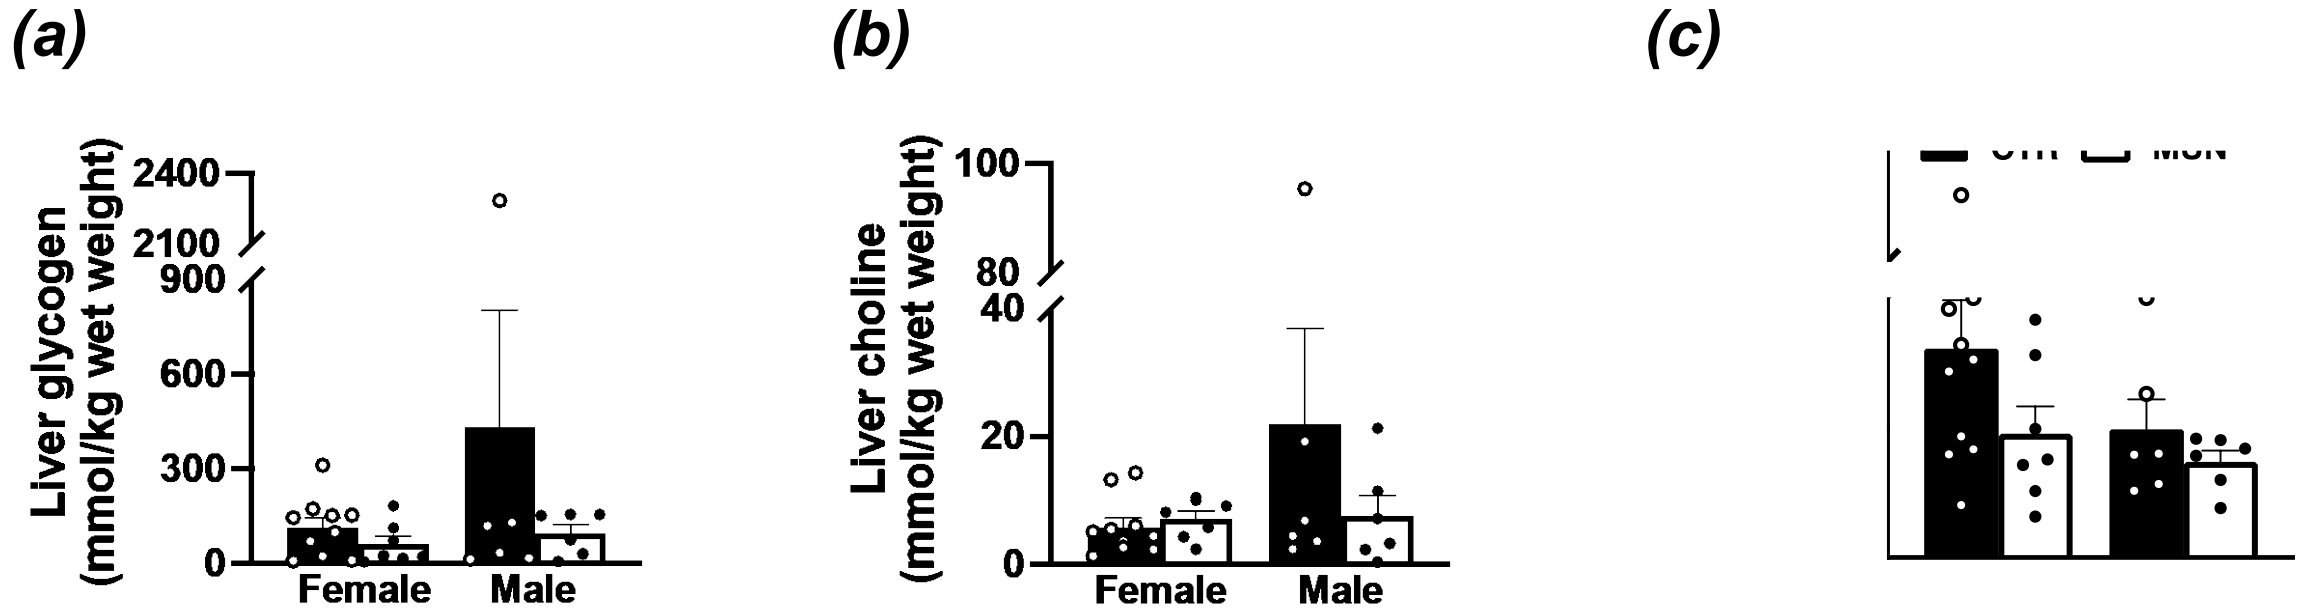 (a)
Liver glycogen
(mmol/kg wet weight)
2400
2100
900
600
300
0
Female Male
(b)
Liver choline
(mmol/kg wet weight)
100
80
40
20
0
Female Male
(c)